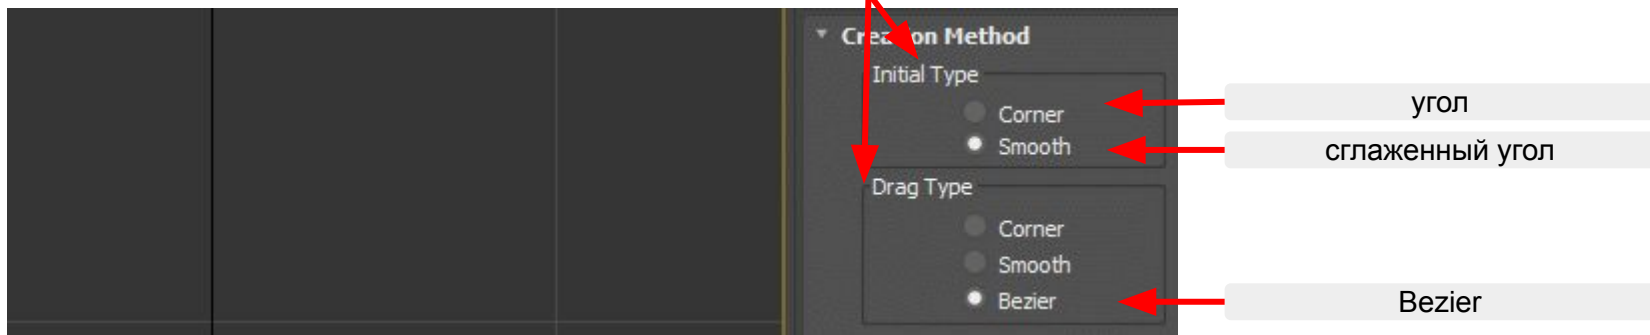 Creation Method
Initial Type
Corner
угол
Smooth
сглаженный угол
Drag Type
Corner
Smooth
Bezier
Bezier